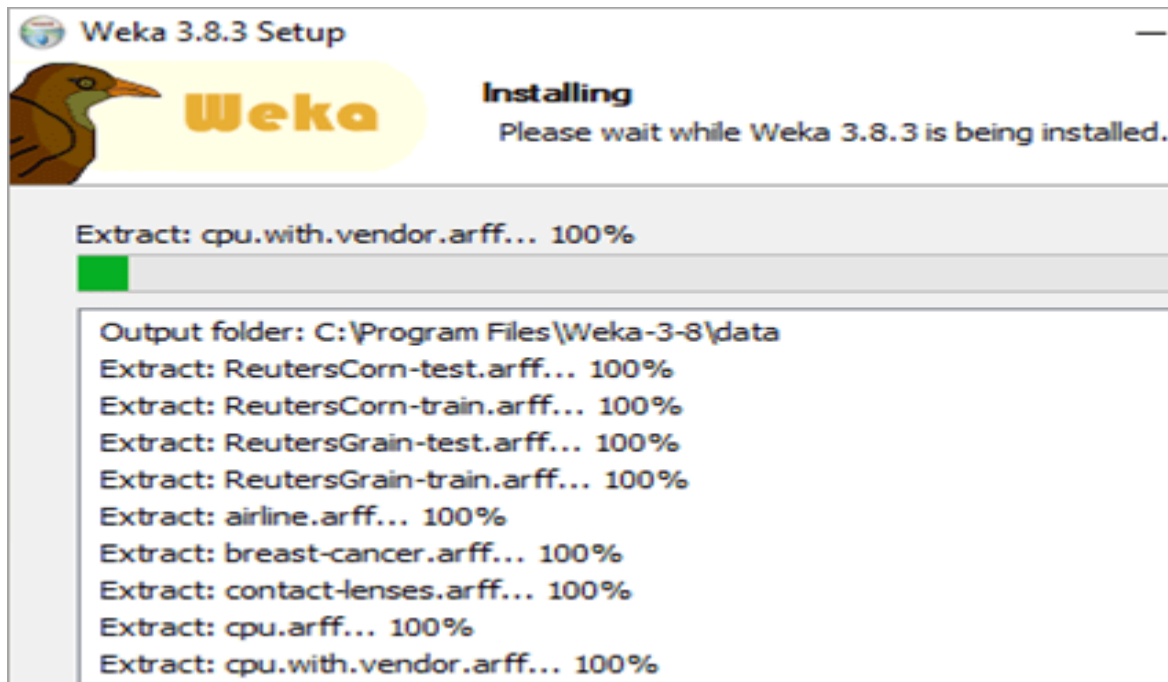 Weka 3.8.3 Setup
Weka
Installing
Please wait while Weka 3.8.3 is being installed.
Extract: cpu.with.vendor.arff... 100%
Output folder: C:\Program Files\Weka-3-8\data
Extract: ReutersCorn-test.arff... 100%
Extract: ReutersCorn-train.arff... 100%
Extract: ReutersGrain-test.arff... 100%
Extract: ReutersGrain-train.arff... 100%
Extract: airline.arff... 100%
Extract: breast-cancer.arff... 100%
Extract: contact-lenses.arff... 100%
Extract: cpu.arff... 100%
Extract: cpu.with.vendor.arff... 100%